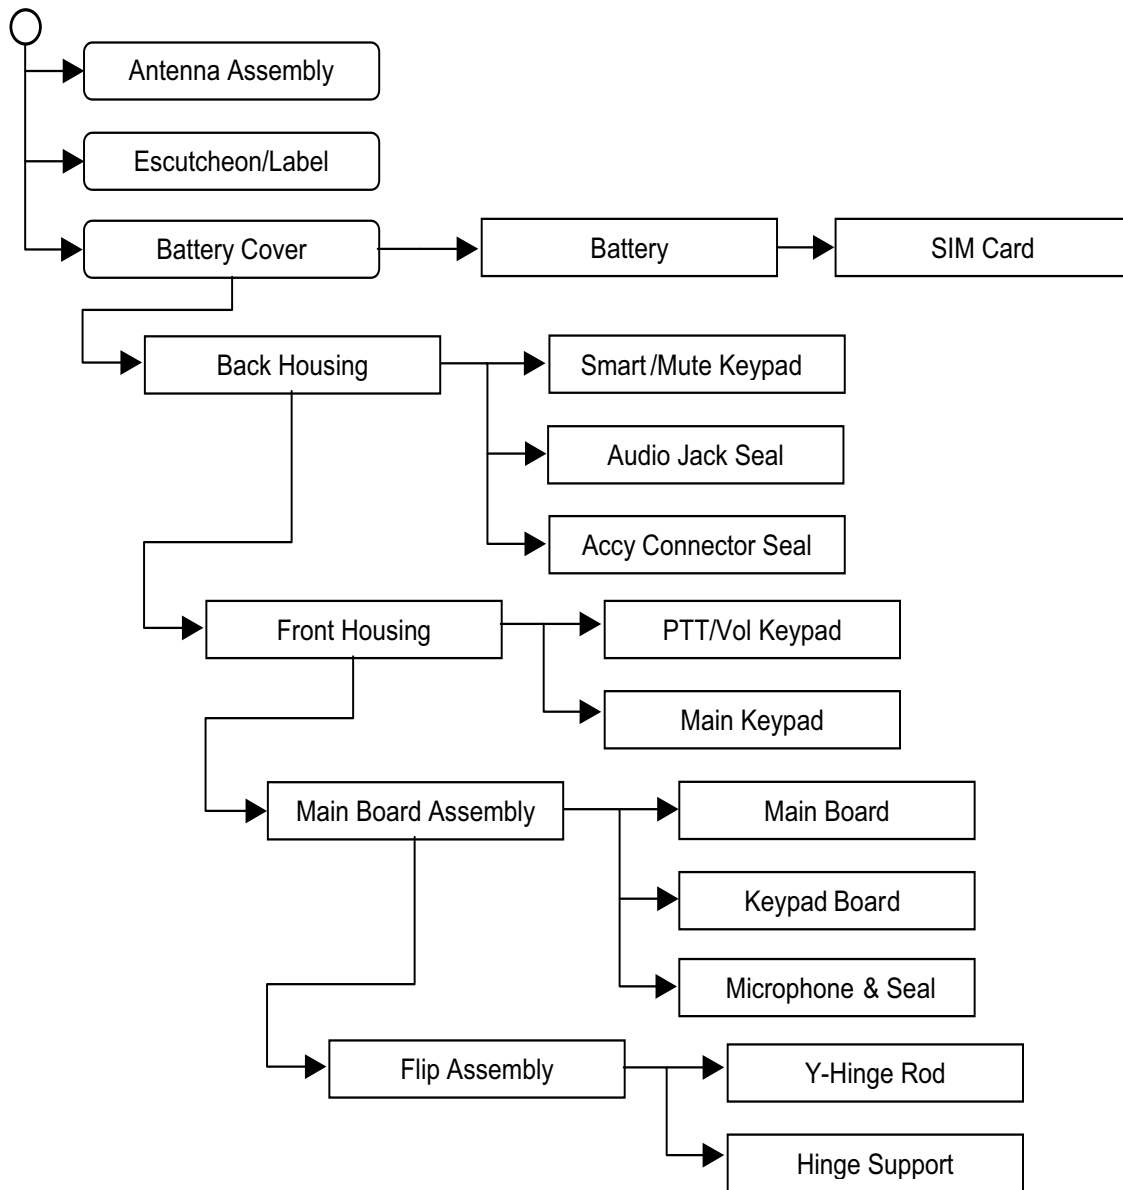 Antenna Assembly
Escutcheon/Label
Battery Cover
Battery
SIM Card
Back Housing
Smart/Mute Keypad
Audio Jack Seal
Accy Connector Seal
Front Housing
PTT/Vol Keypad
Main Keypad
Main Board Assembly
Main Board
Keypad Board
Microphone & Seal
Flip Assembly
Y-Hinge Rod
Hinge Support